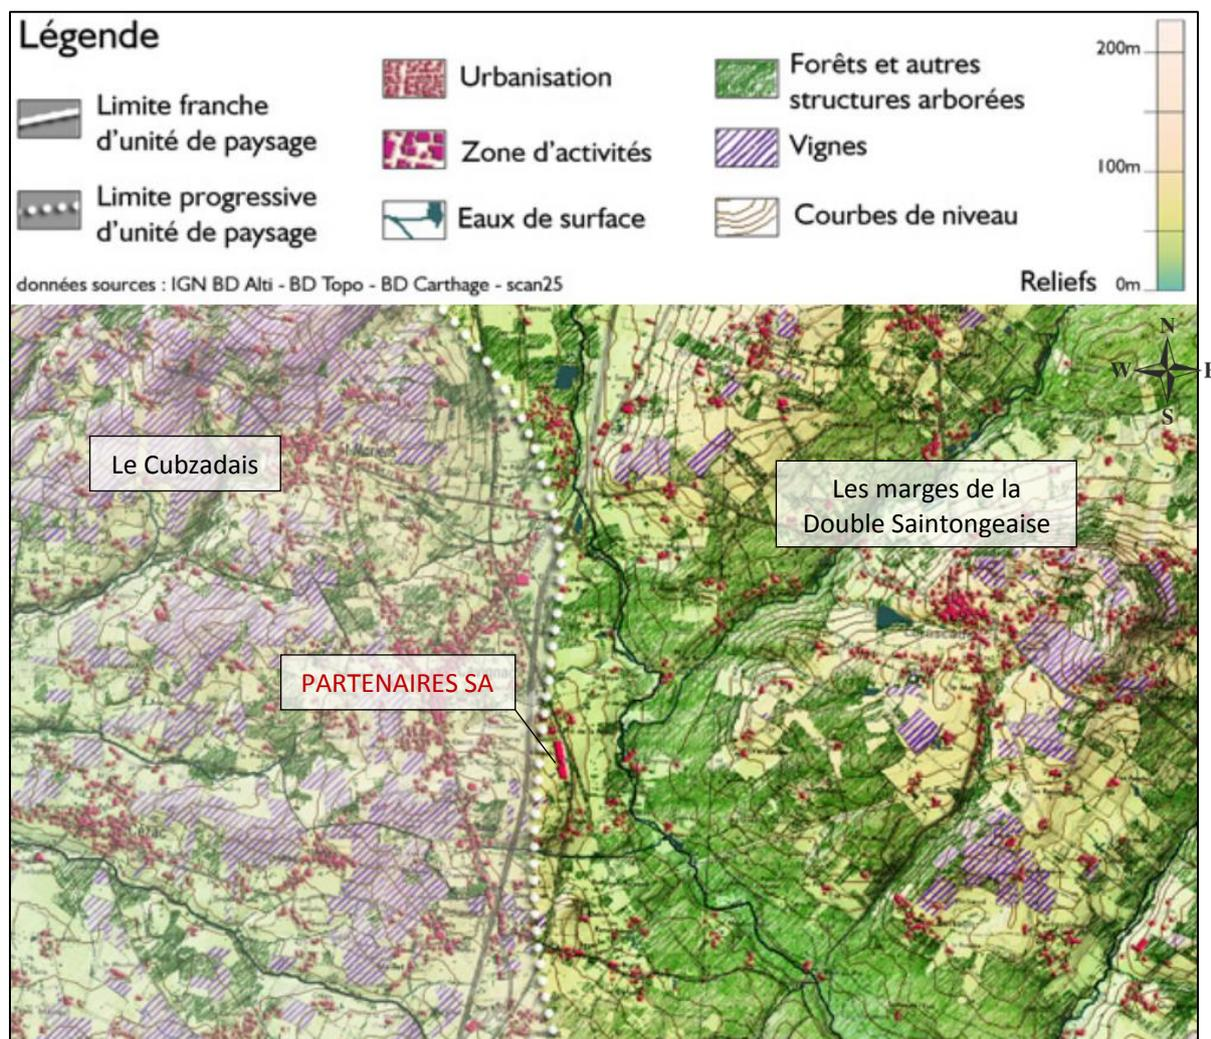 Légende
Limite franche
d'unité de paysage
Limite progressive
d'unité de paysage
Urbanisation
Zone d'activités
Eaux de surface
Forêts et autres
structures arborées
Vignes
Courbes de niveau
200m
100m
Reliefs 0m
données sources : IGN BD Alti - BD Topo - BD Carthage - scan25
N
W
S
Le Cubzadais
Les marges de la
Double Saintongeaise
PARTENAIRES SA